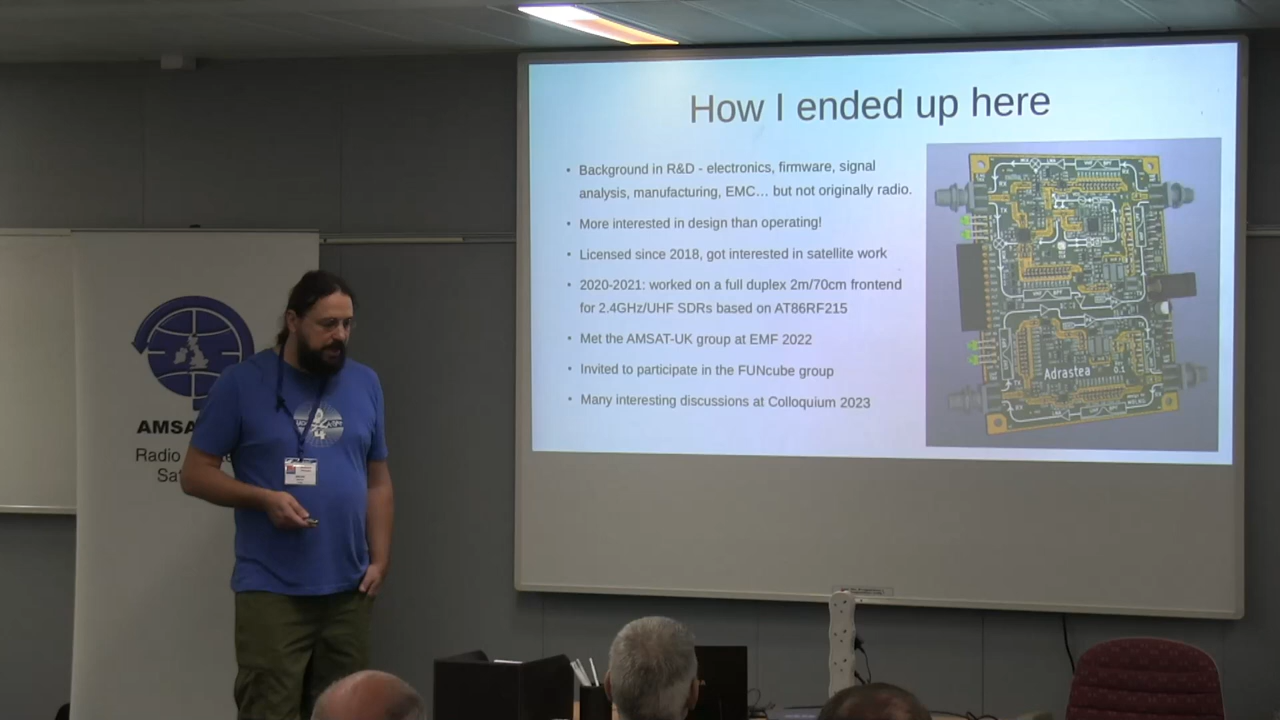 How I ended up here
• Background in R&D - electronics, firmware, signal
analysis, manufacturing, EMC... but not originally radio.
• More interested in design than operating!
• Licensed since 2018, got interested in satellite work
• 2020-2021: worked on a full duplex 2m/70cm frontend
for 2.4GHz/UHF SDRs based on AT86RF215
• Met the AMSAT-UK group at EMF 2022
• Invited to participate in the FUNcube group
• Many interesting discussions at Colloquium 2023
Adrastea
0.1
AMSA
Radio
Sat